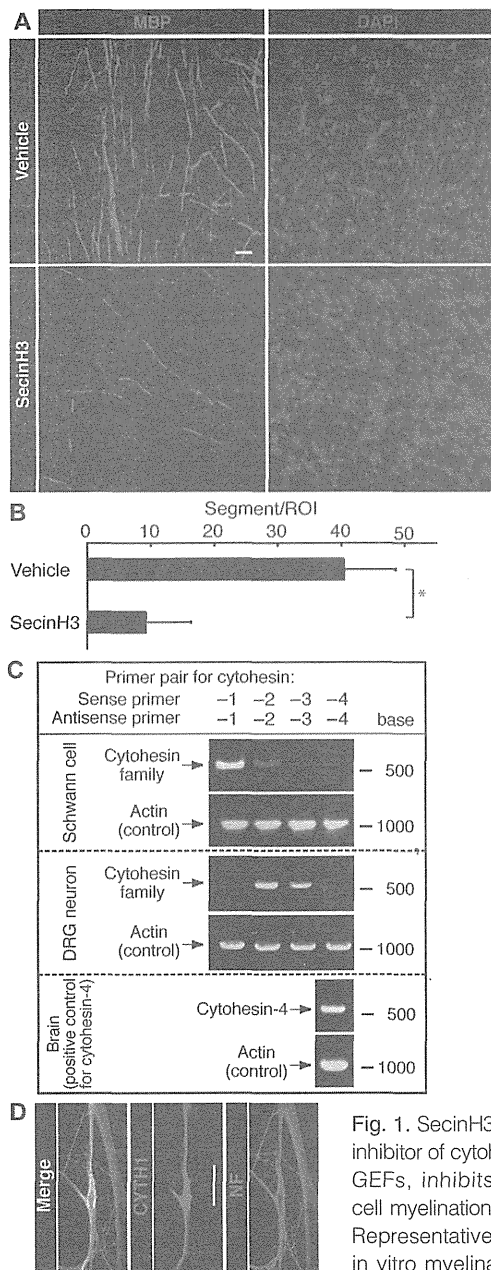 A
MBP
DAPI
Vehicle
SecinH3
B
Segment/ROI
0 10 20 30 40 50
Vehicle
SecinH3
*
C
Primer pair for cytohesin:
Sense primer −1 −2 −3 −4
Antisense primer −1 −2 −3 −4 base
Schwann cell
Cytohesin family
500
Actin (control)
1000
DRG neuron
Cytohesin family
500
Actin (control)
1000
Brain (positive control for cytohesin-4)
Cytohesin-4
500
Actin (control)
1000
D
Merge
CYTH1
NF
Fig. 1. SecinH3
inhibitor of cytoh
GEFs, inhibits
cell myelination
Representative
in vitro myelina